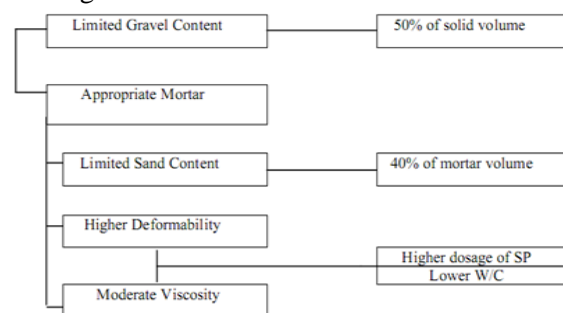 Limited Gravel Content
50% of solid volume
Appropriate Mortar
Limited Sand Content
40% of mortar volume
Higher Deformability
Higher dosage of SP
Lower W/C
Moderate Viscosity